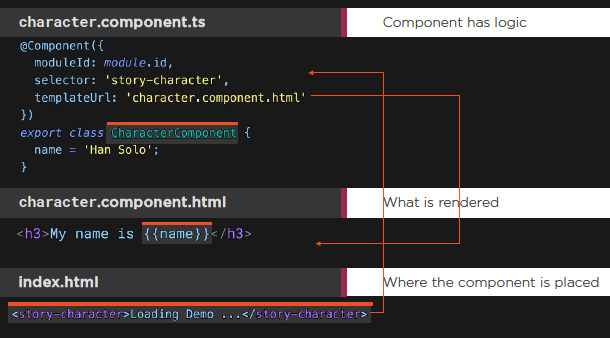 character.component.ts
Component has logic
@Component({
  moduleId: module.id,
  selector: 'story-character',
  templateUrl: 'character.component.html'
})
export class CharacterComponent {
  name = 'Han Solo';
}
character.component.html
What is rendered
<h3>My name is {{name}}</h3>
index.html
Where the component is placed
<story-character>Loading Demo ...</story-character>